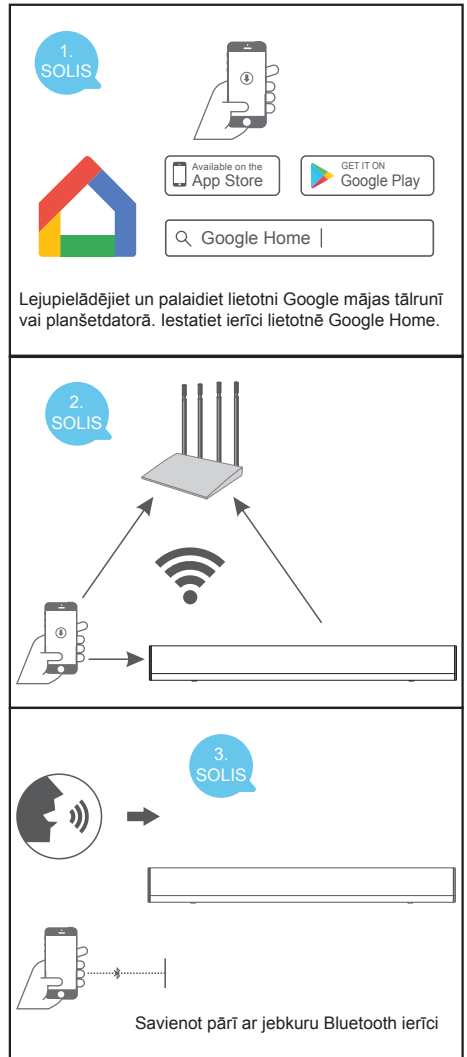 1.
SOLIS
Available on the
App Store
GET IT ON
Google Play
Google Home
Lejupielādējiet un palaidiet lietotni Google mājas tālrunī
vai planšetdatorā. Iestatiet ierīci lietotnē Google Home.
2.
SOLIS
3.
SOLIS
Savienot pārī ar jebkuru Bluetooth ierīci